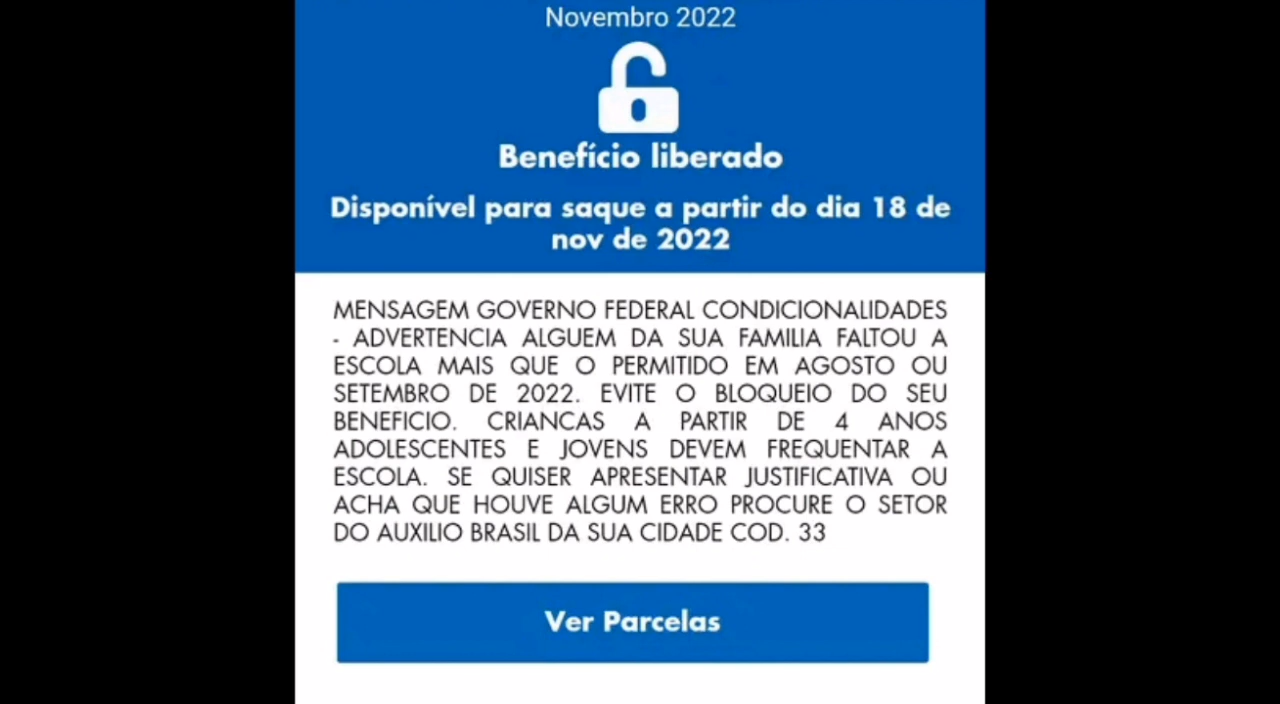 Novembro 2022
Benefício liberado
Disponível para saque a partir do dia 18 de
nov de 2022
MENSAGEM GOVERNO FEDERAL CONDICIONALIDADES
- ADVERTENCIA ALGUEM DA SUA FAMILIA FALTOU A
ESCOLA MAIS QUE O PERMITIDO EM AGOSTO OU
SETEMBRO DE 2022. EVITE O BLOQUEIO DO SEU
BENEFICIO. CRIANCAS A PARTIR DE 4 ANOS
ADOLESCENTES E JOVENS DEVEM FREQUENTAR A
ESCOLA. SE QUISER APRESENTAR JUSTIFICATIVA OU
ACHA QUE HOUVE ALGUM ERRO PROCURE O SETOR
DO AUXILIO BRASIL DA SUA CIDADE COD. 33
Ver Parcelas